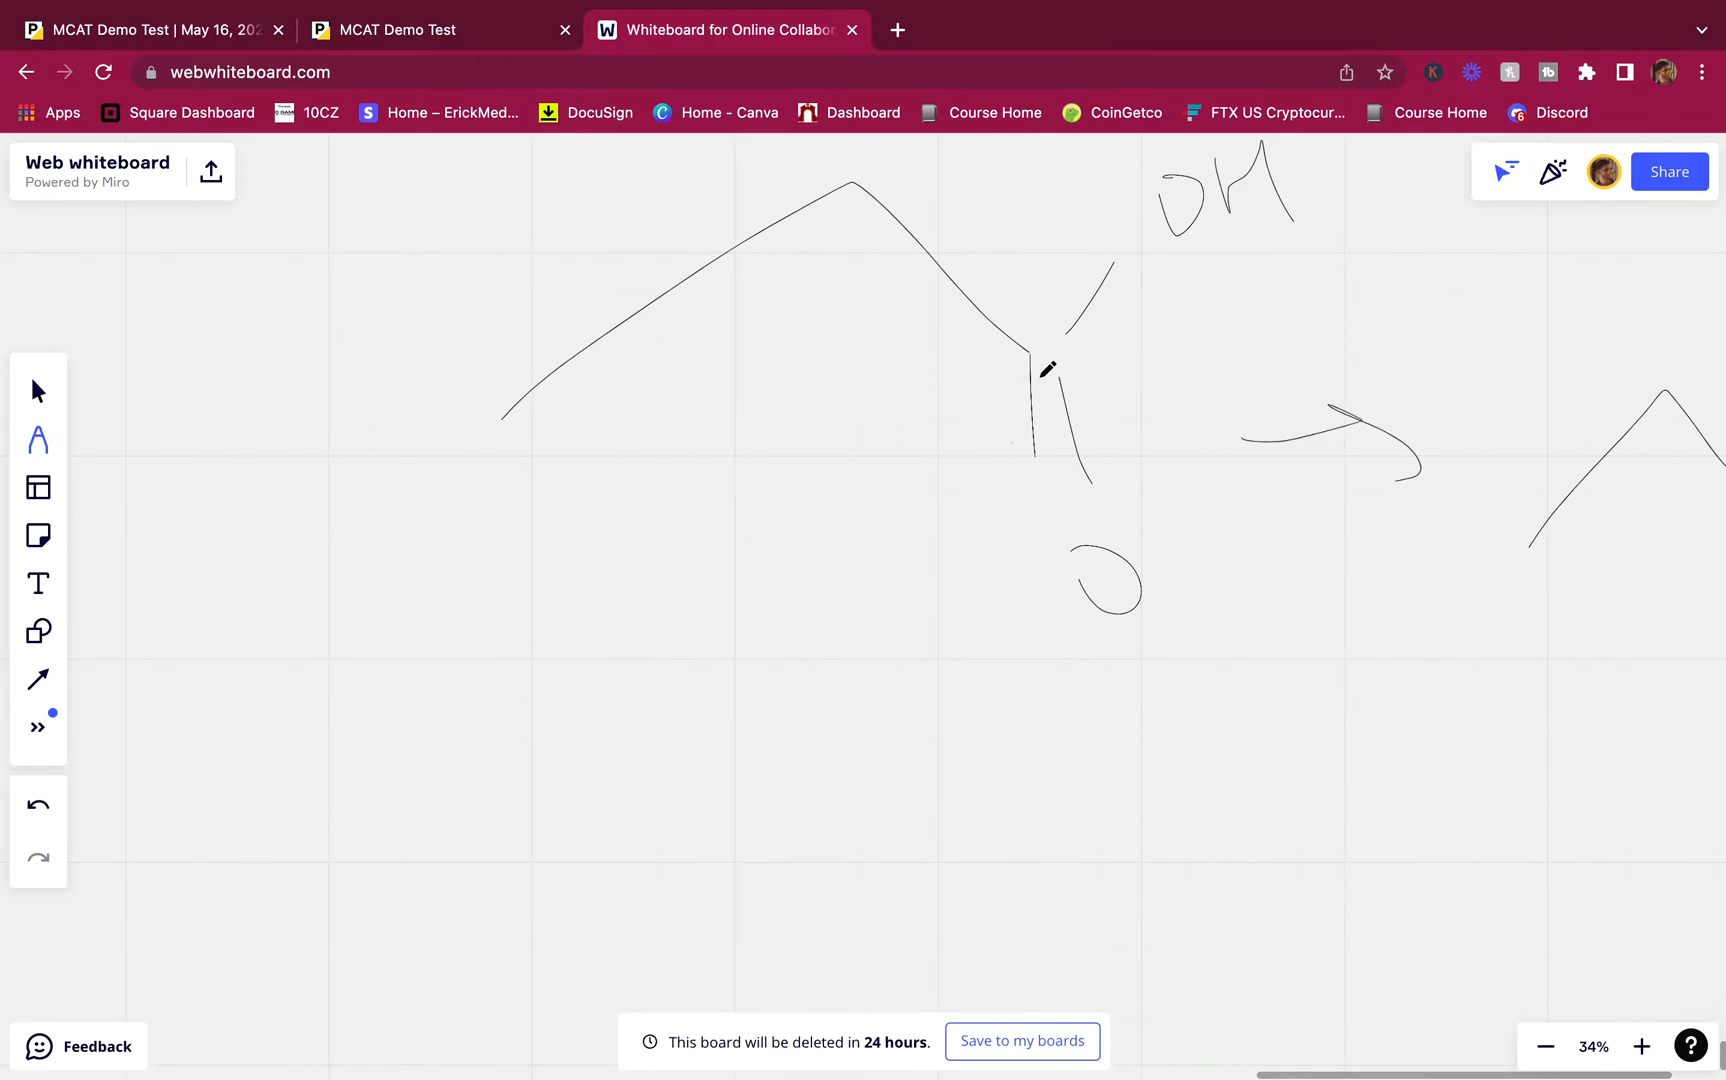 MCAT Demo Test | May 16, 202
MCAT Demo Test
Whiteboard for Online Collabor
webwhiteboard.com
Apps
Square Dashboard
10CZ
Home – ErickMed...
DocuSign
Home - Canva
Dashboard
Course Home
CoinGetco
FTX US Cryptocur...
Course Home
Discord
Web whiteboard
Powered by Miro
Share
OH
O
Feedback
This board will be deleted in 24 hours.
Save to my boards
34%